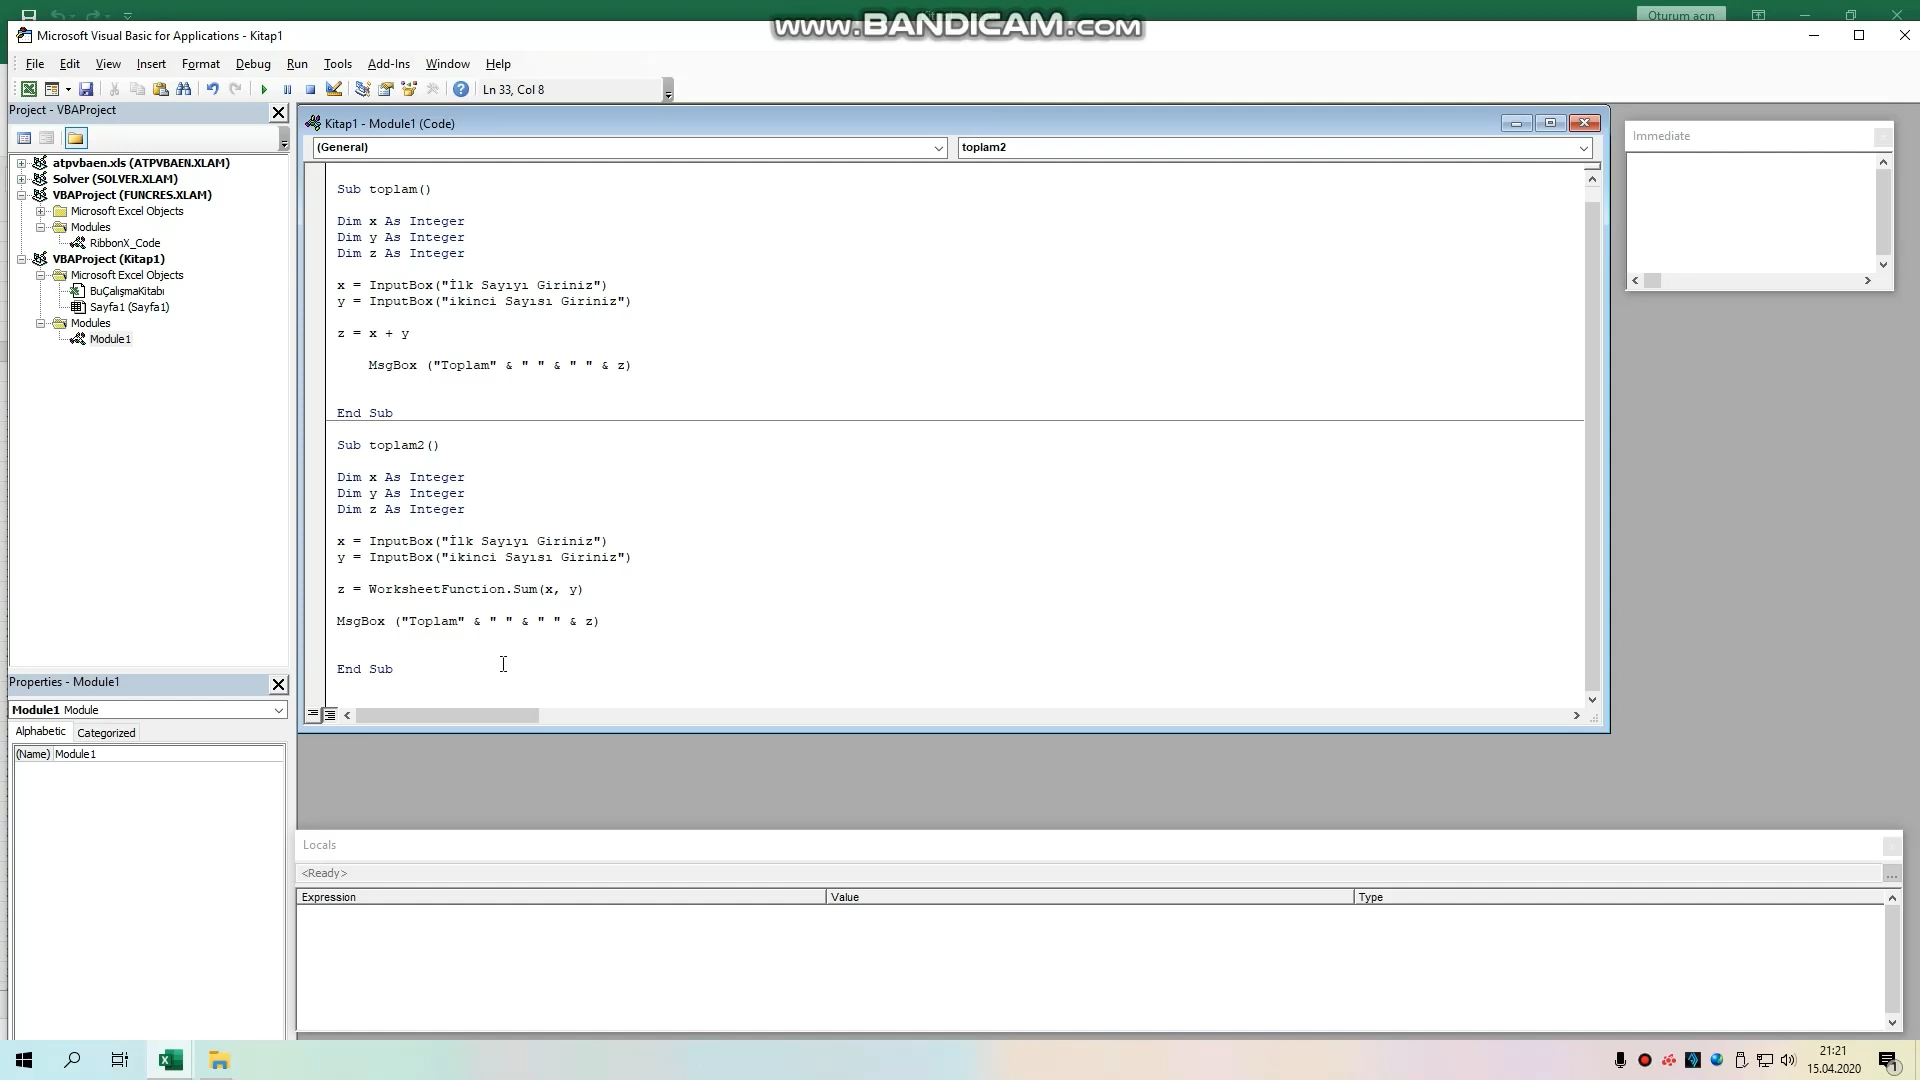 Oturum açın
www.BANDICAM.com
Microsoft Visual Basic for Applications - Kitap1
File Edit View Insert Format Debug Run Tools Add-Ins Window Help
Ln 33, Col 8
Project - VBAProject
atpvbaen.xls (ATPVBAEN.XLAM)
Solver (SOLVER.XLAM)
VBAProject (FUNCRES.XLAM)
Microsoft Excel Objects
Modules
RibbonX_Code
VBAProject (Kitap1)
Microsoft Excel Objects
BuÇalışmaKitabı
Sayfa1 (Sayfa1)
Modules
Module1
Properties - Module1
Module1 Module
Alphabetic Categorized
(Name) Module1
Kitap1 - Module1 (Code)
(General) toplam2
Sub toplam()
Dim x As Integer
Dim y As Integer
Dim z As Integer
x = InputBox("İlk Sayıyı Giriniz")
y = InputBox("ikinci Sayısı Giriniz")
z = x + y
MsgBox ("Toplam" & " " & " " & z)
End Sub
Sub toplam2()
Dim x As Integer
Dim y As Integer
Dim z As Integer
x = InputBox("İlk Sayıyı Giriniz")
y = InputBox("ikinci Sayısı Giriniz")
z = WorksheetFunction.Sum(x, y)
MsgBox ("Toplam" & " " & " " & z)
End Sub
Immediate
Locals
<Ready>
Expression Value Type
21:21
15.04.2020
1